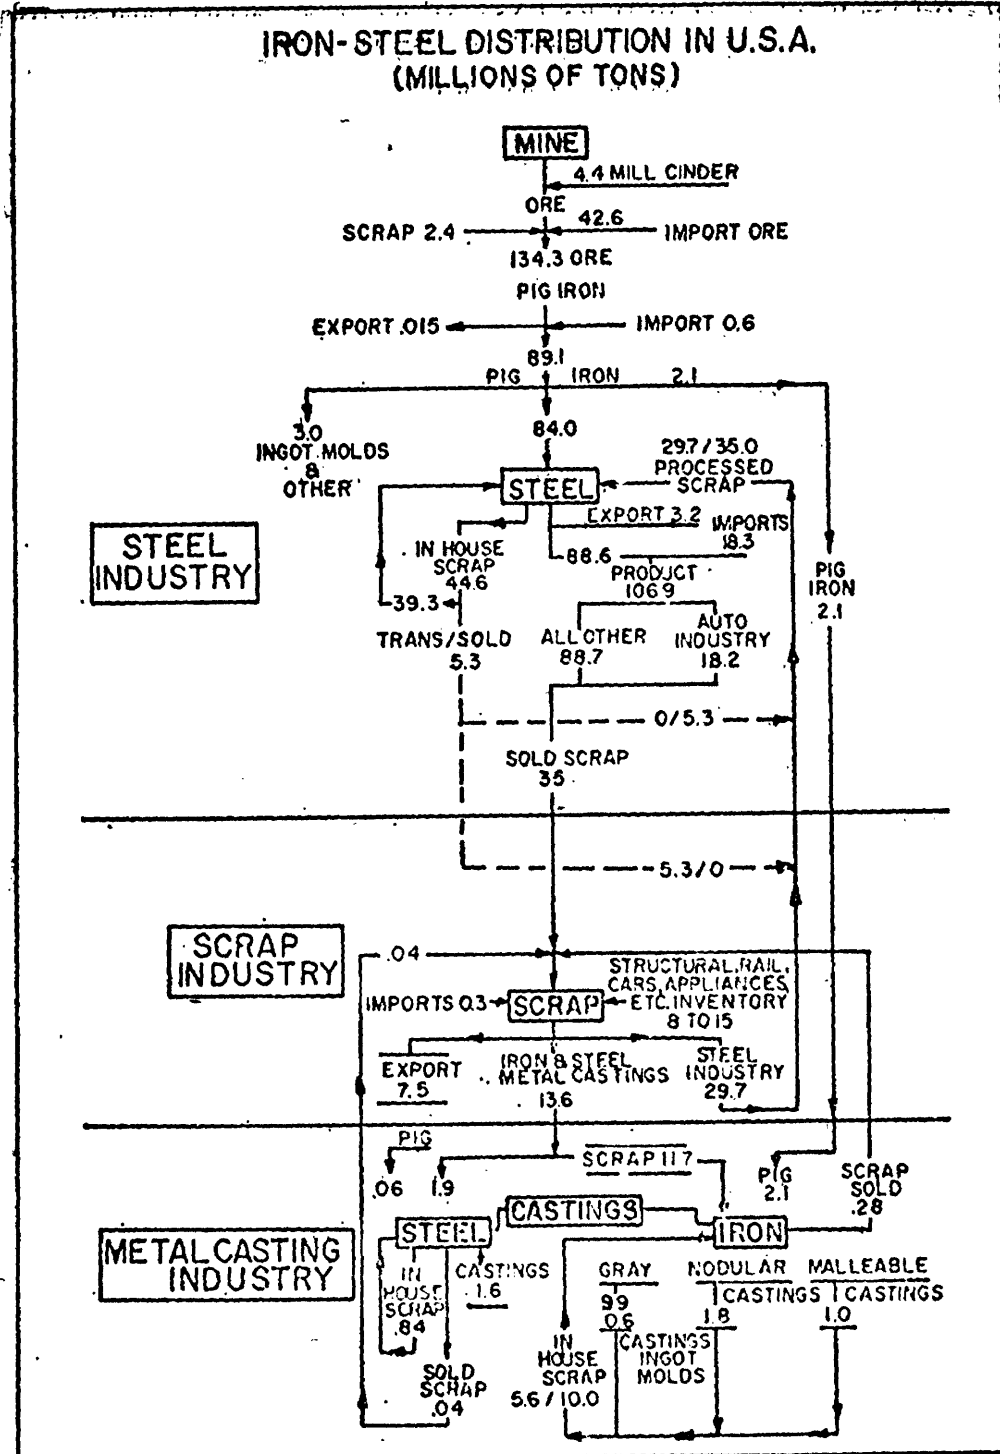 IRON-STEEL DISTRIBUTION IN U.S.A.
(MILLIONS OF TONS)
MINE
4.4 MILL CINDER
ORE
42.6
SCRAP 2.4
IMPORT ORE
134.3 ORE
PIG IRON
EXPORT .015
IMPORT 0.6
89.1
PIG IRON 2.1
3.0
INGOT MOLDS
&
OTHER
84.0
29.7/35.0
PROCESSED
SCRAP
STEEL
EXPORT 3.2
IMPORTS
18.3
STEEL
INDUSTRY
IN HOUSE
SCRAP
44.6
88.6
PRODUCT
106.9
PIG
IRON
2.1
39.3
TRANS/SOLD
5.3
ALL OTHER
88.7
AUTO
INDUSTRY
18.2
0/5.3
SOLD SCRAP
35
5.3/0
SCRAP
INDUSTRY
.04
STRUCTURAL, RAIL,
CARS, APPLIANCES,
ETC. INVENTORY
8 TO 15
IMPORTS 0.3
SCRAP
EXPORT
7.5
IRON & STEEL
METAL CASTINGS
13.6
STEEL
INDUSTRY
29.7
PIG
.06
1.9
SCRAP 11.7
PIG
2.1
SCRAP
SOLD
.28
CASTINGS
STEEL
IRON
METAL CASTING
INDUSTRY
IN
HOUSE
SCRAP
.84
CASTINGS
1.6
GRAY
9.9
0.6
CASTINGS
INGOT
MOLDS
NODULAR
CASTINGS
1.8
MALLEABLE
CASTINGS
1.0
SOLD
SCRAP
.04
IN
HOUSE
SCRAP
5.6/10.0